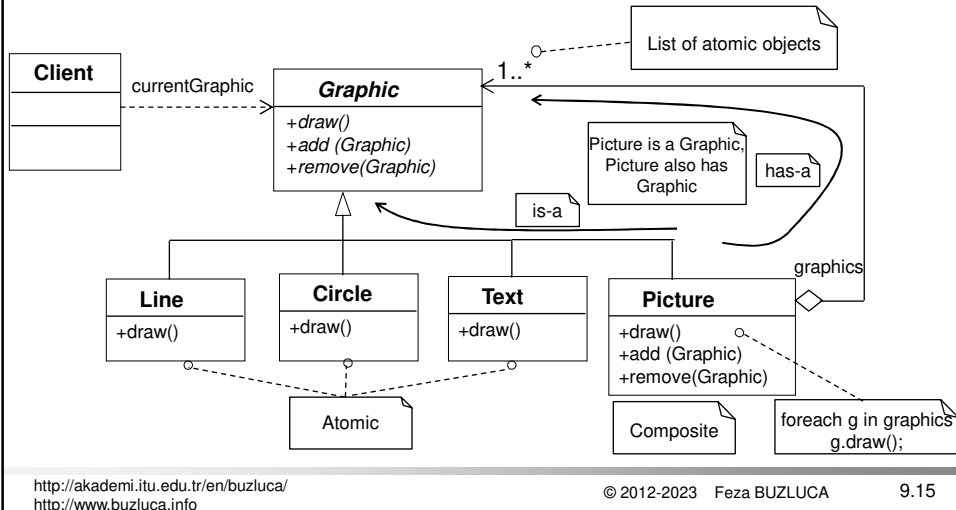 List of atomic objects
Client
currentGraphic
1..*
Graphic
+draw()
+add (Graphic)
+remove(Graphic)
Picture is a Graphic,
Picture also has
Graphic
has-a
is-a
graphics
Line
+draw()
Circle
+draw()
Text
+draw()
Picture
+draw()
+add (Graphic)
+remove(Graphic)
Atomic
Composite
foreach g in graphics
g.draw();
http://akademi.itu.edu.tr/en/buzluca/
http://www.buzluca.info
© 2012-2023 Feza BUZLUCA
9.15